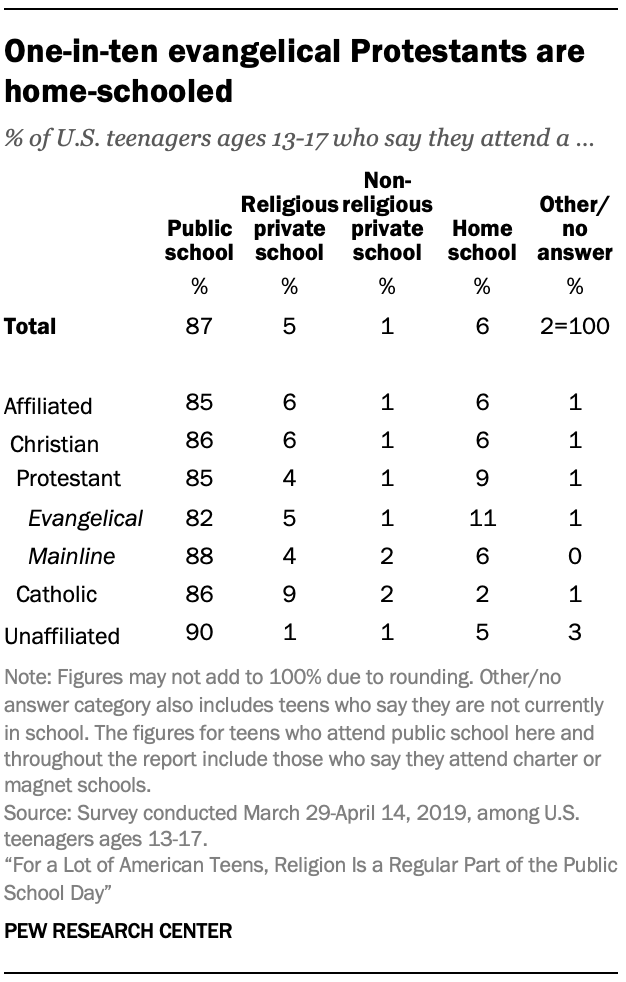 One-in-ten evangelical Protestants are
home-schooled
% of U.S. teenagers ages 13-17 who say they attend a ...
Public school Religious private school Non-religious private school Home school Other/ no answer
% % % % %
Total 87 5 1 6 2=100
Affiliated 85 6 1 6 1
Christian 86 6 1 6 1
Protestant 85 4 1 9 1
Evangelical 82 5 1 11 1
Mainline 88 4 2 6 0
Catholic 86 9 2 2 1
Unaffiliated 90 1 1 5 3
Note: Figures may not add to 100% due to rounding. Other/no
answer category also includes teens who say they are not currently
in school. The figures for teens who attend public school here and
throughout the report include those who say they attend charter or
magnet schools.
Source: Survey conducted March 29-April 14, 2019, among U.S.
teenagers ages 13-17.
“For a Lot of American Teens, Religion Is a Regular Part of the Public
School Day”
PEW RESEARCH CENTER